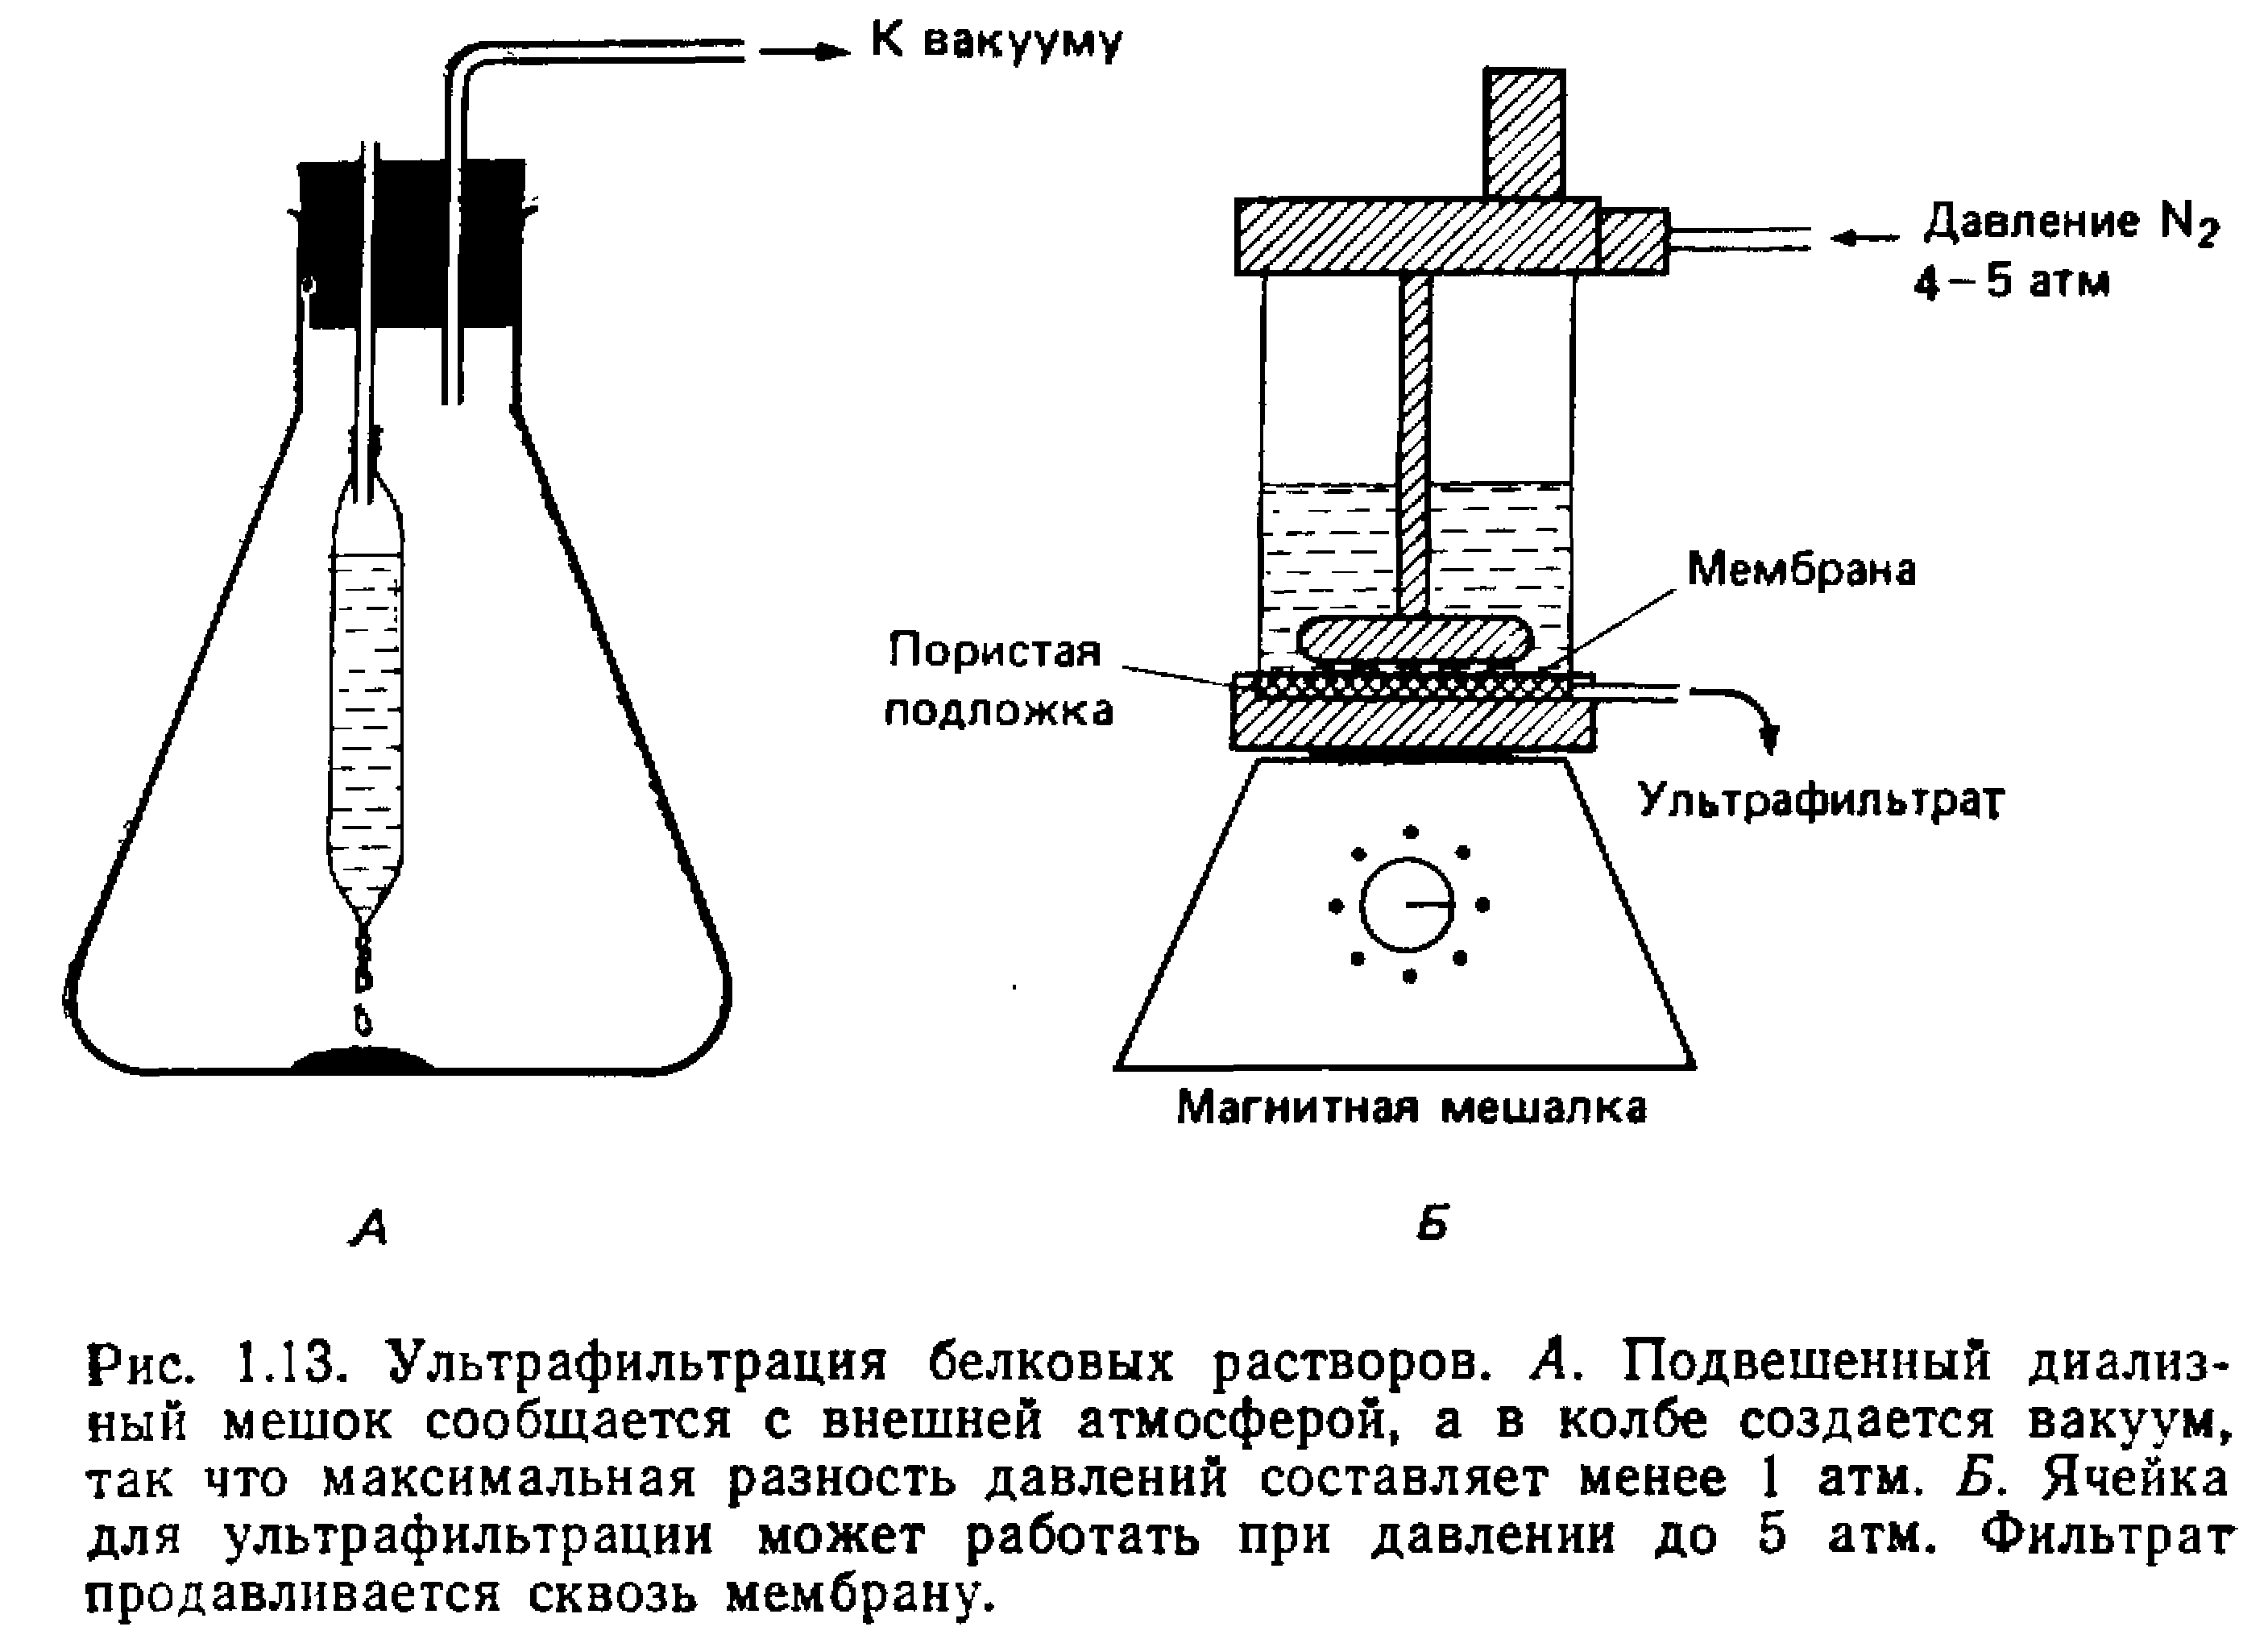 К вакууму
Давление N₂
4–5 атм
Мембрана
Пористая
подложка
Ультрафильтрат
Магнитная мешалка
А
Б
Рис. 1.13. Ультрафильтрация белковых растворов. А. Подвешенный диализ-
ный мешок сообщается с внешней атмосферой, а в колбе создается вакуум,
так что максимальная разность давлений составляет менее 1 атм. Б. Ячейка
для ультрафильтрации может работать при давлении до 5 атм. Фильтрат
продавливается сквозь мембрану.